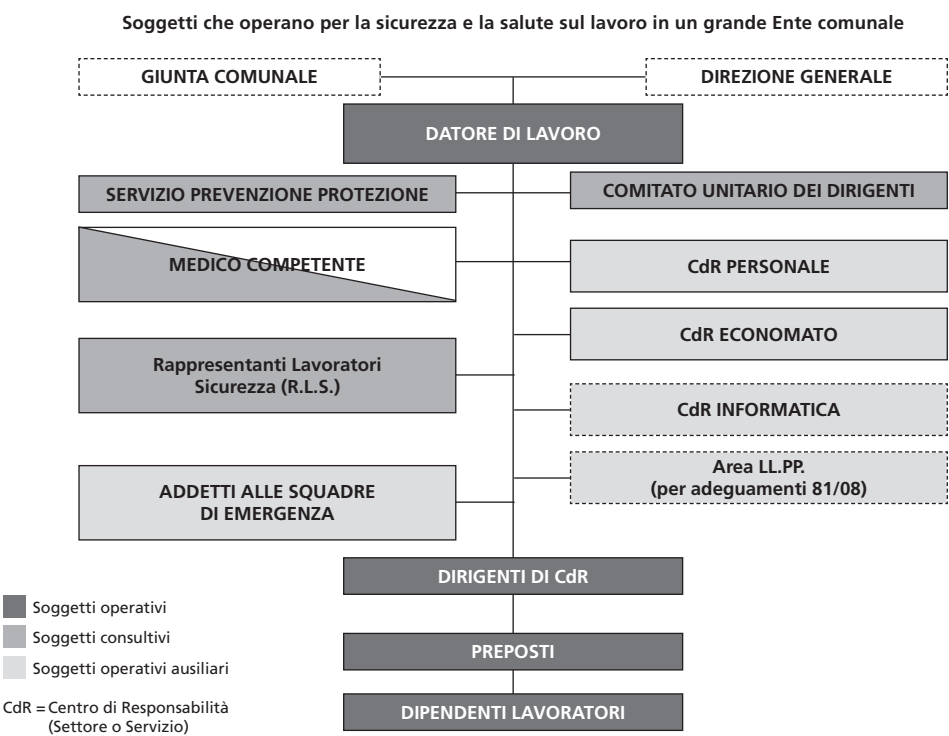 Soggetti che operano per la sicurezza e la salute sul lavoro in un grande Ente comunale
GIUNTA COMUNALE
DIREZIONE GENERALE
DATORE DI LAVORO
SERVIZIO PREVENZIONE PROTEZIONE
COMITATO UNITARIO DEI DIRIGENTI
MEDICO COMPETENTE
CdR PERSONALE
CdR ECONOMATO
Rappresentanti Lavoratori
Sicurezza (R.L.S.)
CdR INFORMATICA
Area LL.PP.
(per adeguamenti 81/08)
ADDETTI ALLE SQUADRE
DI EMERGENZA
DIRIGENTI DI CdR
PREPOSTI
DIPENDENTI LAVORATORI
Soggetti operativi
Soggetti consultivi
Soggetti operativi ausiliari
CdR = Centro di Responsabilità
(Settore o Servizio)